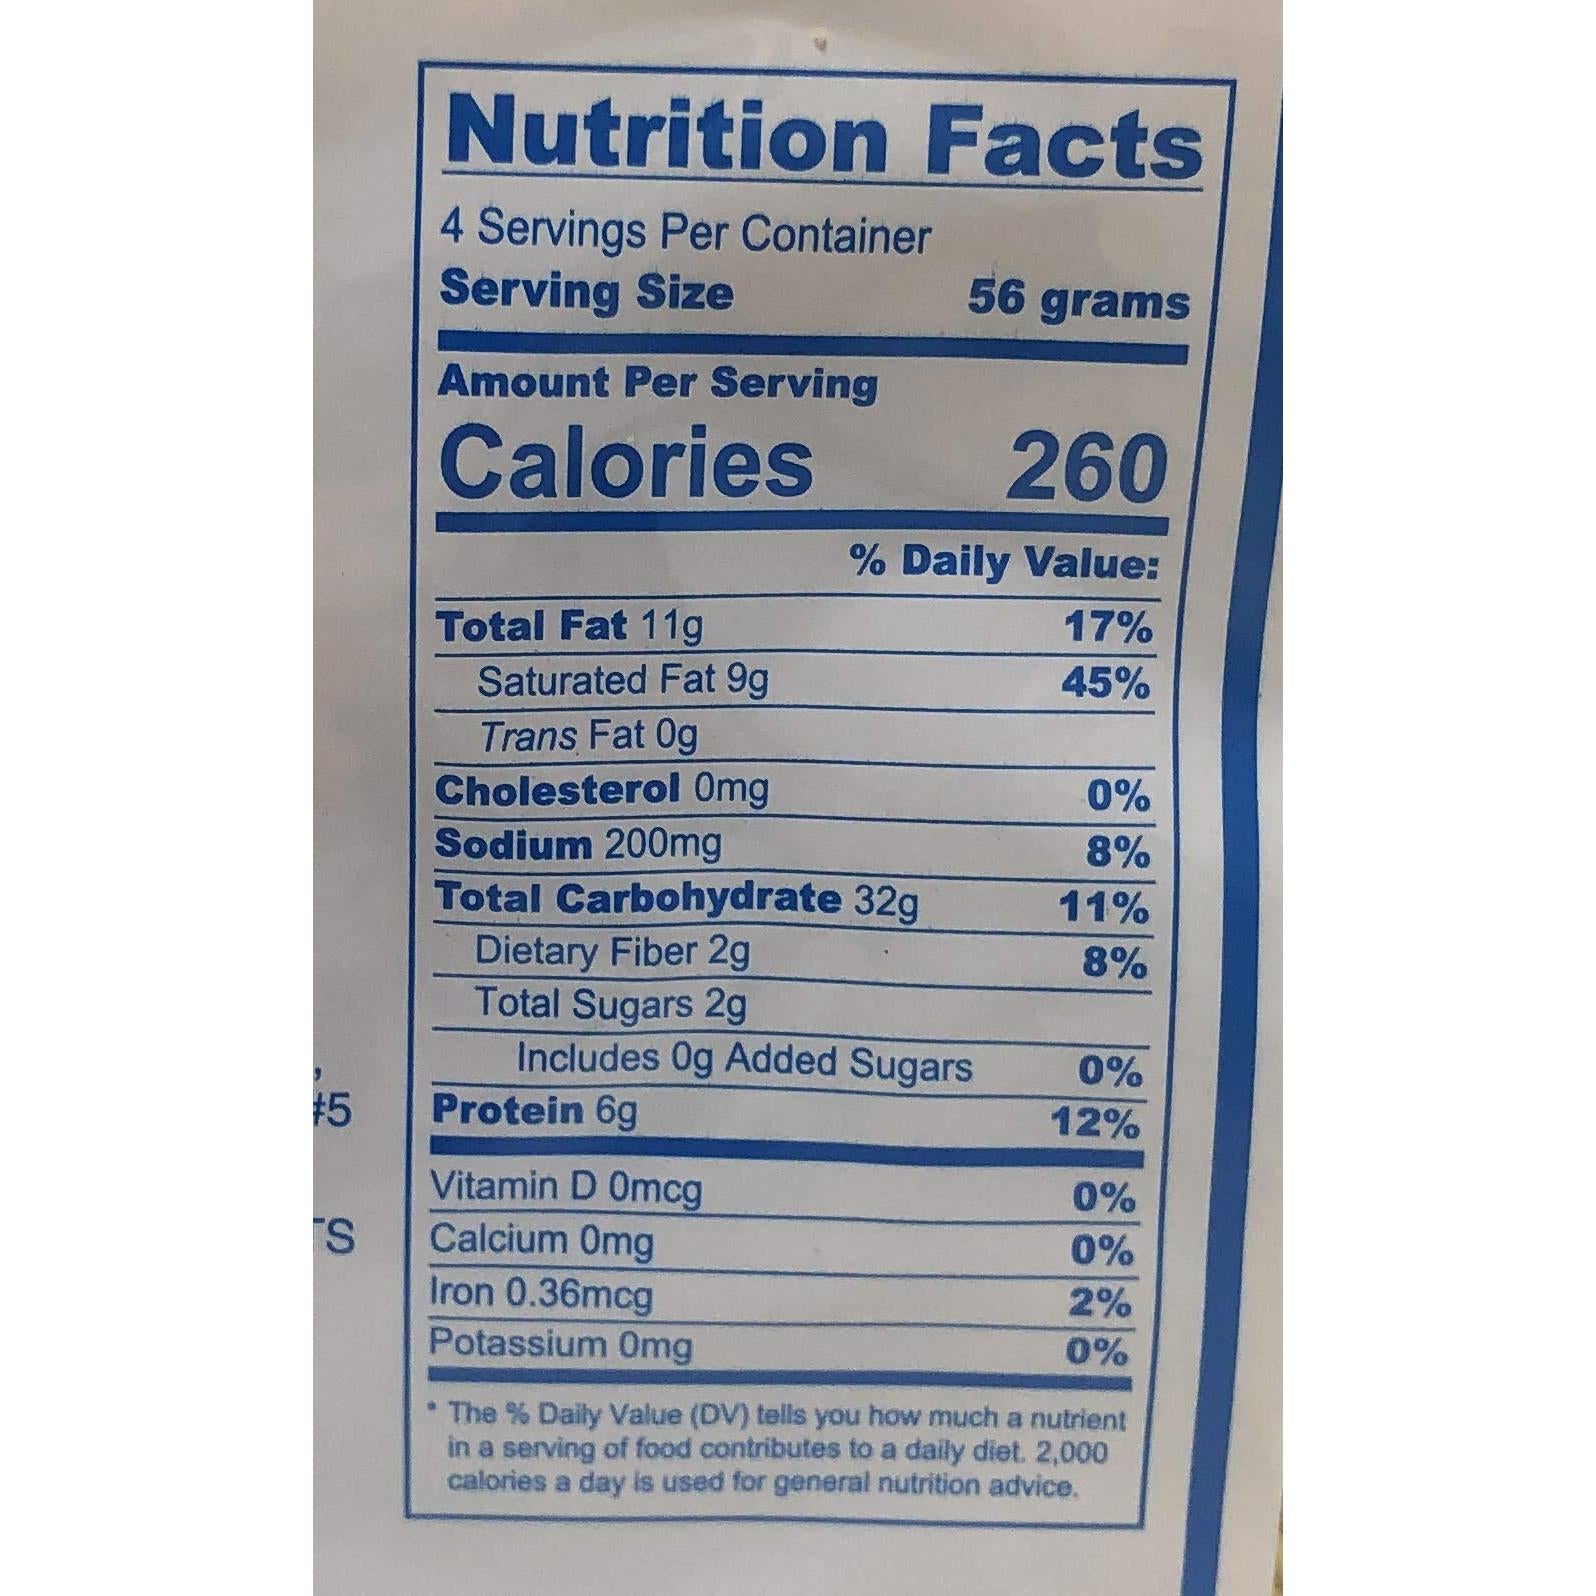 Nutrition Facts
4 Servings Per Container
Serving Size 56 grams
Amount Per Serving
Calories 260
% Daily Value:
Total Fat 11g 17%
Saturated Fat 9g 45%
Trans Fat 0g
Cholesterol 0mg 0%
Sodium 200mg 8%
Total Carbohydrate 32g 11%
Dietary Fiber 2g 8%
Total Sugars 2g
Includes 0g Added Sugars 0%
Protein 6g 12%
Vitamin D 0mcg 0%
Calcium 0mg 0%
Iron 0.36mcg 2%
Potassium 0mg 0%
* The % Daily Value (DV) tells you how much a nutrient
in a serving of food contributes to a daily diet. 2,000
calories a day is used for general nutrition advice.
#5